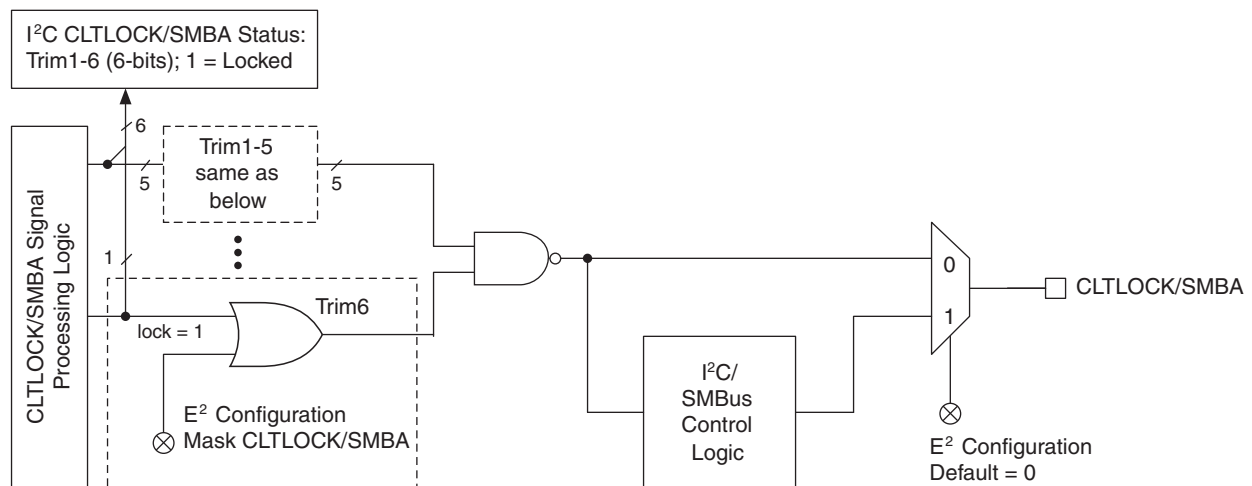 I²C CLTLOCK/SMBA Status:
Trim1-6 (6-bits); 1 = Locked
6
CLTLOCK/SMBA Signal
Processing Logic
5
Trim1-5
same as
below
5
1
Trim6
lock = 1
E² Configuration
Mask CLTLOCK/SMBA
I²C/
SMBus
Control
Logic
0
1
CLTLOCK/SMBA
E² Configuration
Default = 0